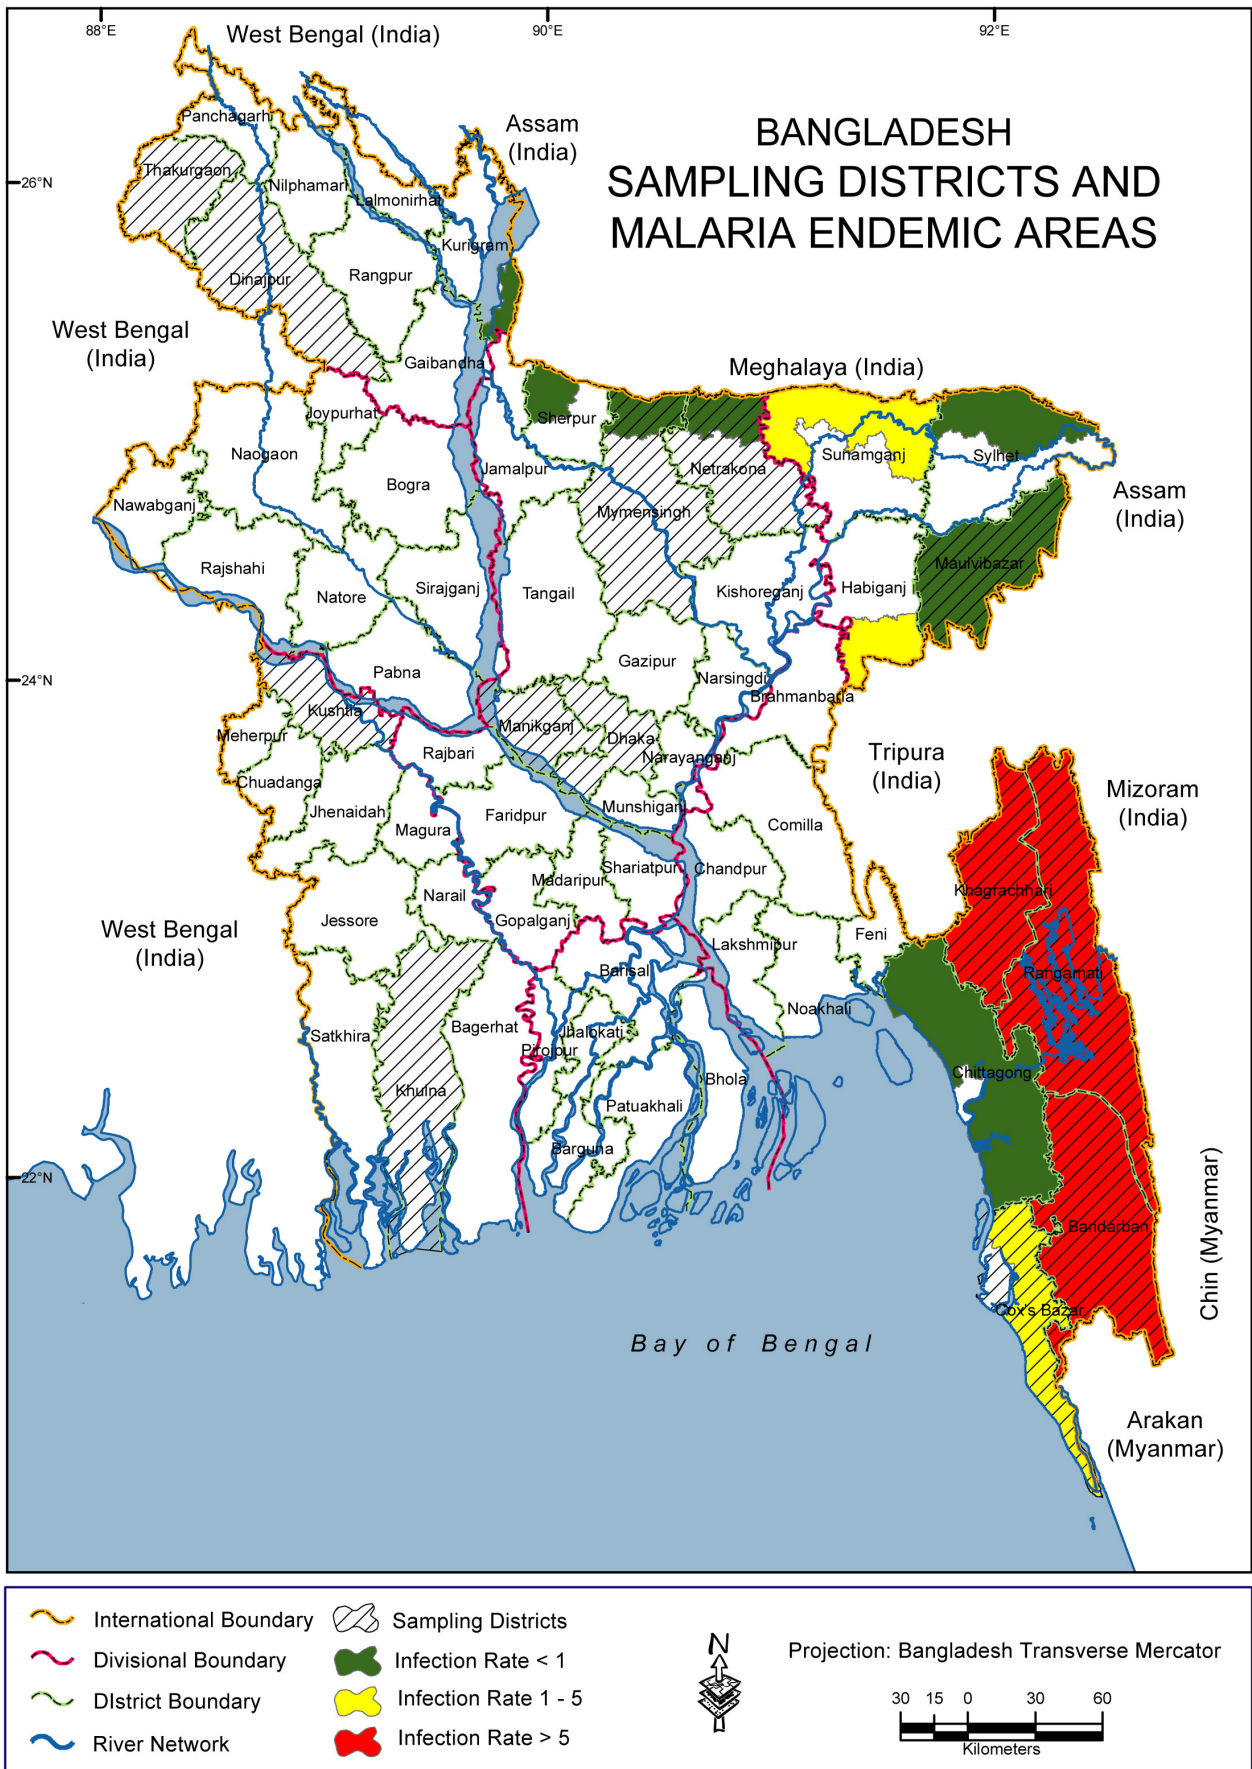 88°E
90°E
92°E
West Bengal (India)
Assam
(India)
BANGLADESH
SAMPLING DISTRICTS AND
MALARIA ENDEMIC AREAS
Panchagarh
Thakurgaon
26°N
Nilphamari
Lalmonirhat
Kurigram
Dinajpur
Rangpur
West Bengal
(India)
Gaibandha
Meghalaya (India)
Joypurhat
Sherpur
Naogaon
Jamalpur
Netrakona
Sunamganj
Sylhet
Bogra
Nawabganj
Mymensingh
Assam
(India)
Rajshahi
Maulvibazar
Natore
Sirajganj
Tangail
Kishoreganj
Habiganj
24°N
Pabna
Gazipur
Narsingdi
Brahmanbaria
Kushtia
Manikganj
Meherpur
Dhaka
Rajbari
Narayanganj
Tripura
(India)
Chuadanga
Mizoram
(India)
Jhenaidah
Magura
Faridpur
Munshiganj
Comilla
Shariatpur
Chandpur
Madaripur
Khagrachhari
Narail
Jessore
Gopalganj
West Bengal
(India)
Lakshmipur
Feni
Barisal
Rangamati
Noakhali
Satkhira
Bagerhat
Jhalokati
Pirojpur
Chittagong
Bhola
Khulna
Patuakhali
Barguna
22°N
Chin (Myanmar)
Bandarban
Cox's Bazar
Bay of Bengal
Arakan
(Myanmar)
International Boundary
Sampling Districts
Divisional Boundary
Infection Rate < 1
DIstrict Boundary
Infection Rate 1 - 5
River Network
Infection Rate > 5
N
Projection: Bangladesh Transverse Mercator
30 15 0 30 60
Kilometers